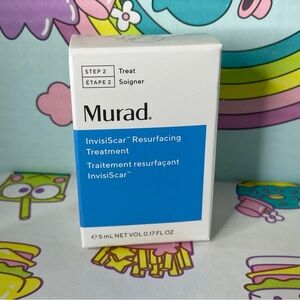 STEP 2 Treat
ÉTAPE 2 Soigner
Murad.
InvisiScar™ Resurfacing
Treatment
Traitement resurfaçant
InvisiScar™
℮ 5 mL NET VOL 0.17 FL OZ